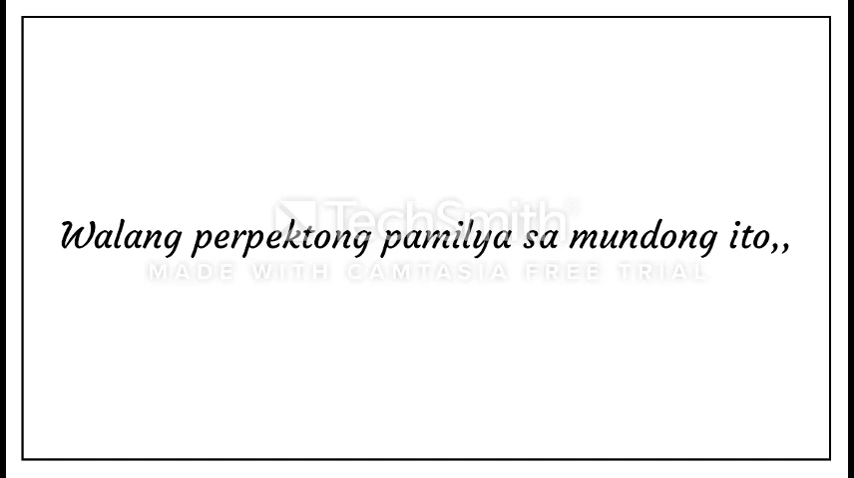 TechSmith
Walang perpektong pamilya sa mundong ito,,
MADE WITH CAMTASIA FREE TRIAL